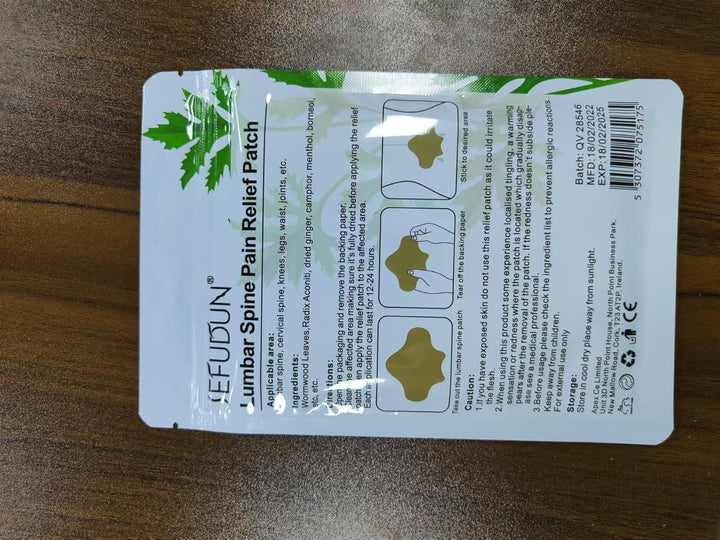 EFUDUN®
Lumbar Spine Pain Relief Patch
Applicable area:
bar spine, cervical spine, knees, legs, waist, joints, etc.
Ingredients:
Wormwood Leaves,Radix Aconiti, dried ginger, camphor, menthol, borneol,
etc, etc.
Directions:
Open the packaging and remove the backing paper.
Clean the affected area making sure it's fully dried before applying the relief
patch. Then apply the relief patch to the affected area.
Each application can last for 12-24 hours.
Take out the lumbar spine patch
Tear off the backing paper
Stick to desired area
Caution:
1.If you have exposed skin do not use this relief patch as it could irritate
the flesh.
2.When using this product some experience localised tingling, a warming
sensation or redness where the patch is located which gradually disap-
pears after the removal of the patch. If the redness doesn't subside ple-
ase see a medical professional.
3.Before usage please check the ingredient list to prevent allergic reactions.
Keep away from children.
For external use only
Storage:
Store in cool dry place way from sunlight.
Apex Ce Limited
Unit 3D North Point House, North Point Business Park,
New Mallow Road, Cork, T23 AT2P, Ireland.
CE
Batch: QV 28546
MFD:18/02/2022
EXP:18/02/2025
5 307372 075175